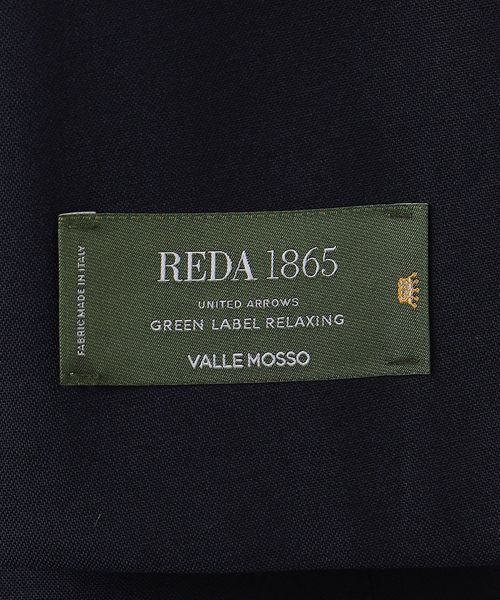 REDA 1865
UNITED ARROWS
GREEN LABEL RELAXING
VALLE MOSSO
FABRIC MADE IN ITALY